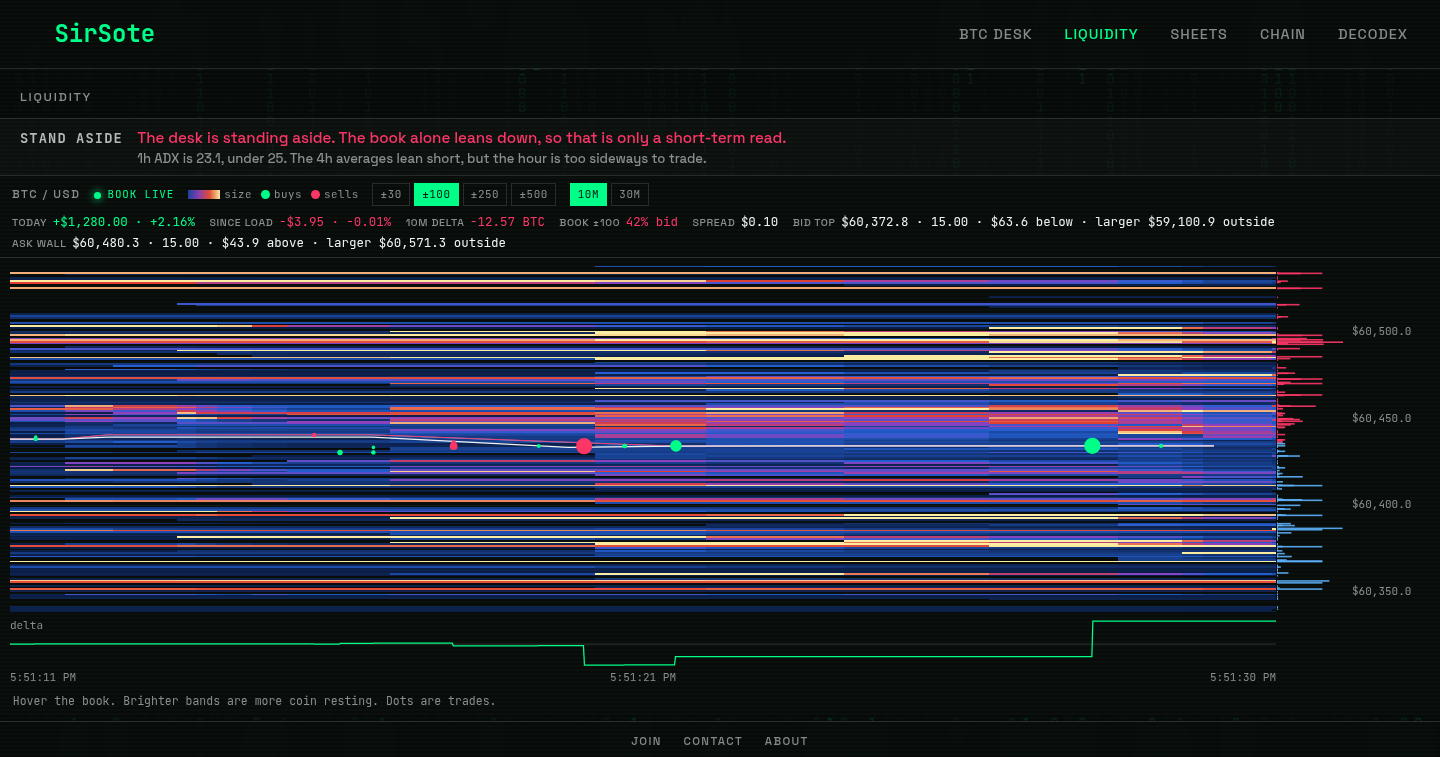 SirSote
BTC DESK LIQUIDITY SHEETS CHAIN DECODEX
LIQUIDITY
STAND ASIDE The desk is standing aside. The book alone leans down, so that is only a short-term read.
1h ADX is 23.1, under 25. The 4h averages lean short, but the hour is too sideways to trade.
BTC / USD BOOK LIVE size buys sells ±30 ±100 ±250 ±500 10M 30M
TODAY +$1,280.00 · +2.16% SINCE LOAD -$3.95 · -0.01% 10M DELTA -12.57 BTC BOOK ±100 42% bid SPREAD $0.10 BID TOP $60,372.8 · 15.00 · $63.6 below · larger $59,100.9 outside
ASK WALL $60,480.3 · 15.00 · $43.9 above · larger $60,571.3 outside
$60,500.0
$60,450.0
$60,400.0
$60,350.0
delta
5:51:11 PM 5:51:21 PM 5:51:30 PM
Hover the book. Brighter bands are more coin resting. Dots are trades.
JOIN CONTACT ABOUT